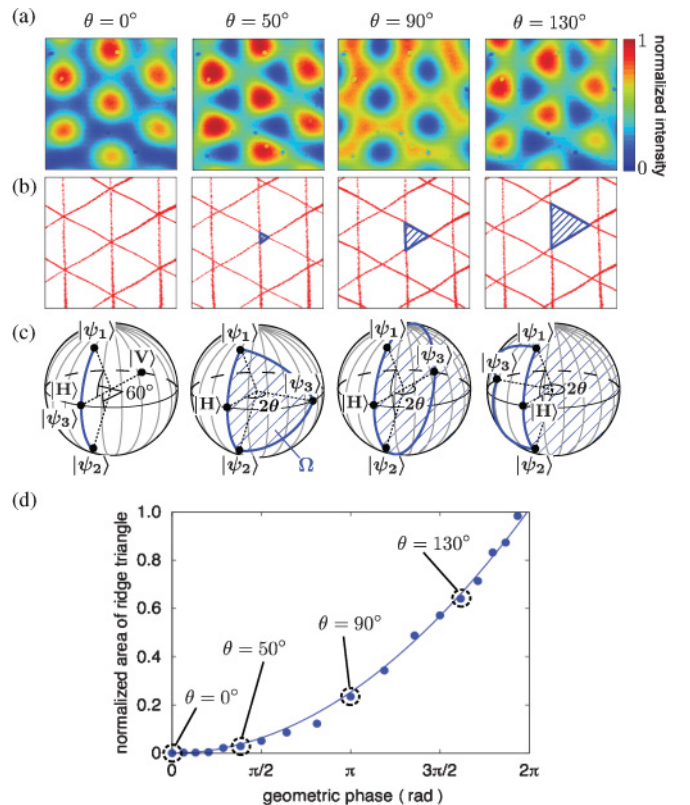 (a) θ = 0° θ = 50° θ = 90° θ = 130°
1
normalized intensity
0
(b)
(c) |ψ1⟩ |V⟩ |H⟩ 60° |ψ3⟩ |ψ2⟩
|ψ1⟩ |H⟩ ψ3⟩ 2θ |ψ2⟩ Ω
|ψ1⟩ |ψ3⟩ |H⟩ 2θ |ψ2⟩
|ψ1⟩ |ψ3⟩ 2θ |H⟩ |ψ2⟩
(d)
normalized area of ridge triangle
1.0
0.8
0.6
0.4
0.2
0
θ = 130°
θ = 90°
θ = 50°
θ = 0°
0 π/2 π 3π/2 2π
geometric phase ( rad )